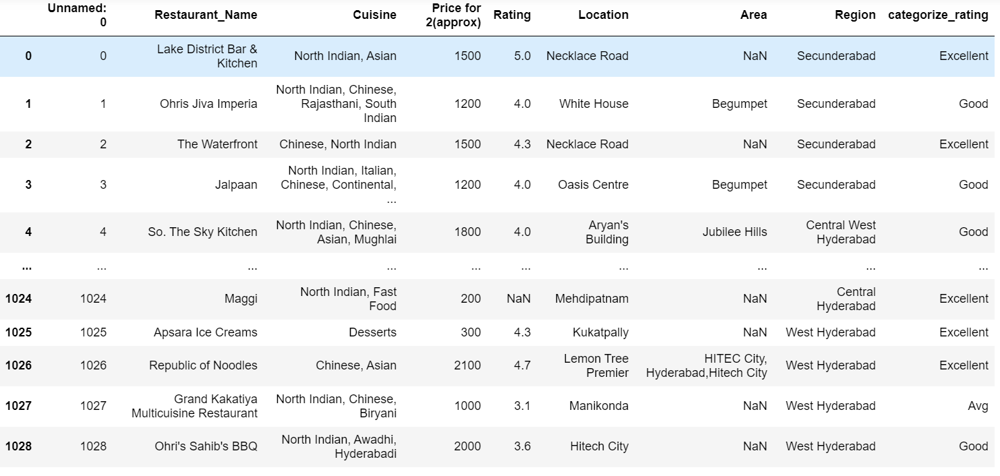 Unnamed: 0 Restaurant_Name Cuisine Price for 2(approx) Rating Location Area Region categorize_rating
0 0 Lake District Bar & Kitchen North Indian, Asian 1500 5.0 Necklace Road NaN Secunderabad Excellent
1 1 Ohris Jiva Imperia North Indian, Chinese, Rajasthani, South Indian 1200 4.0 White House Begumpet Secunderabad Good
2 2 The Waterfront Chinese, North Indian 1500 4.3 Necklace Road NaN Secunderabad Excellent
3 3 Jalpaan North Indian, Italian, Chinese, Continental, ... 1200 4.0 Oasis Centre Begumpet Secunderabad Good
4 4 So. The Sky Kitchen North Indian, Chinese, Asian, Mughlai 1800 4.0 Aryan's Building Jubilee Hills Central West Hyderabad Good
... ... ... ... ... ... ... ... ... ...
1024 1024 Maggi North Indian, Fast Food 200 NaN Mehdipatnam NaN Central Hyderabad Excellent
1025 1025 Apsara Ice Creams Desserts 300 4.3 Kukatpally NaN West Hyderabad Excellent
1026 1026 Republic of Noodles Chinese, Asian 2100 4.7 Lemon Tree Premier HITEC City, Hyderabad,Hitech City West Hyderabad Excellent
1027 1027 Grand Kakatiya Multicuisine Restaurant North Indian, Chinese, Biryani 1000 3.1 Manikonda NaN West Hyderabad Avg
1028 1028 Ohri's Sahib's BBQ North Indian, Awadhi, Hyderabadi 2000 3.6 Hitech City NaN West Hyderabad Good